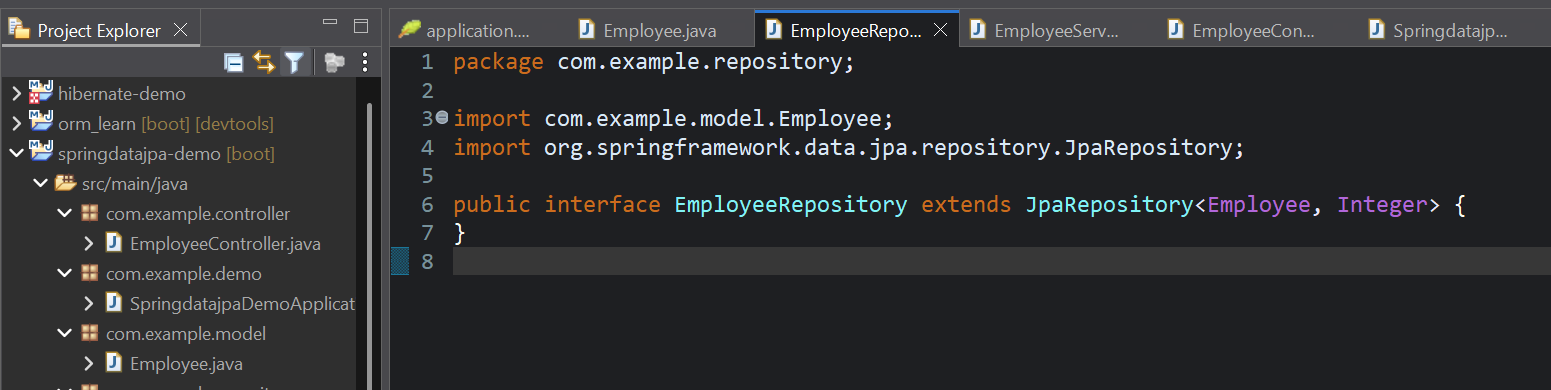 Project Explorer
hibernate-demo
orm_learn [boot] [devtools]
springdatajpa-demo [boot]
src/main/java
com.example.controller
EmployeeController.java
com.example.demo
SpringdatajpaDemoApplicat
com.example.model
Employee.java
application....
Employee.java
EmployeeRepo...
EmployeeServ...
EmployeeCon...
Springdatajp...
1 package com.example.repository;
2
3 import com.example.model.Employee;
4 import org.springframework.data.jpa.repository.JpaRepository;
5
6 public interface EmployeeRepository extends JpaRepository<Employee, Integer> {
7 }
8